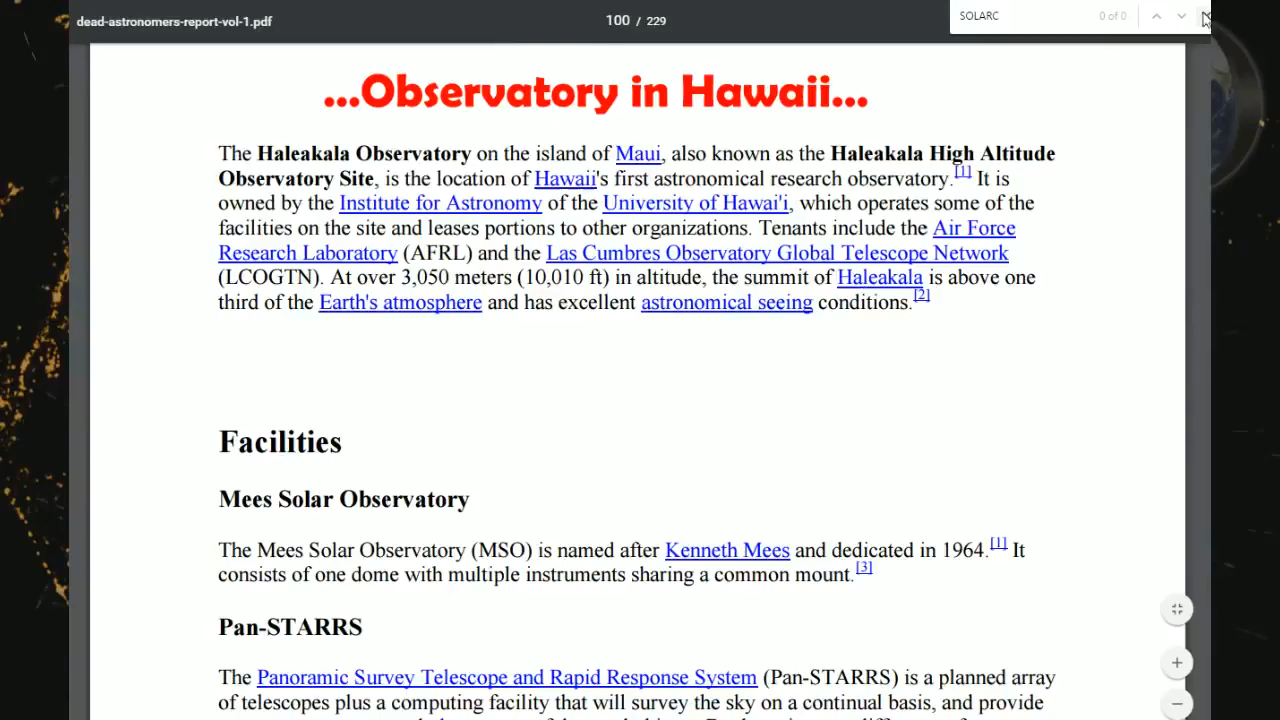 dead-astronomers-report-vol-1.pdf
100 / 229
SOLARC
0 of 0
...Observatory in Hawaii...
The Haleakala Observatory on the island of Maui, also known as the Haleakala High Altitude
Observatory Site, is the location of Hawaii's first astronomical research observatory.[1] It is
owned by the Institute for Astronomy of the University of Hawai'i, which operates some of the
facilities on the site and leases portions to other organizations. Tenants include the Air Force
Research Laboratory (AFRL) and the Las Cumbres Observatory Global Telescope Network
(LCOGTN). At over 3,050 meters (10,010 ft) in altitude, the summit of Haleakala is above one
third of the Earth's atmosphere and has excellent astronomical seeing conditions.[2]
Facilities
Mees Solar Observatory
The Mees Solar Observatory (MSO) is named after Kenneth Mees and dedicated in 1964.[1] It
consists of one dome with multiple instruments sharing a common mount.[3]
Pan-STARRS
The Panoramic Survey Telescope and Rapid Response System (Pan-STARRS) is a planned array
of telescopes plus a computing facility that will survey the sky on a continual basis, and provide